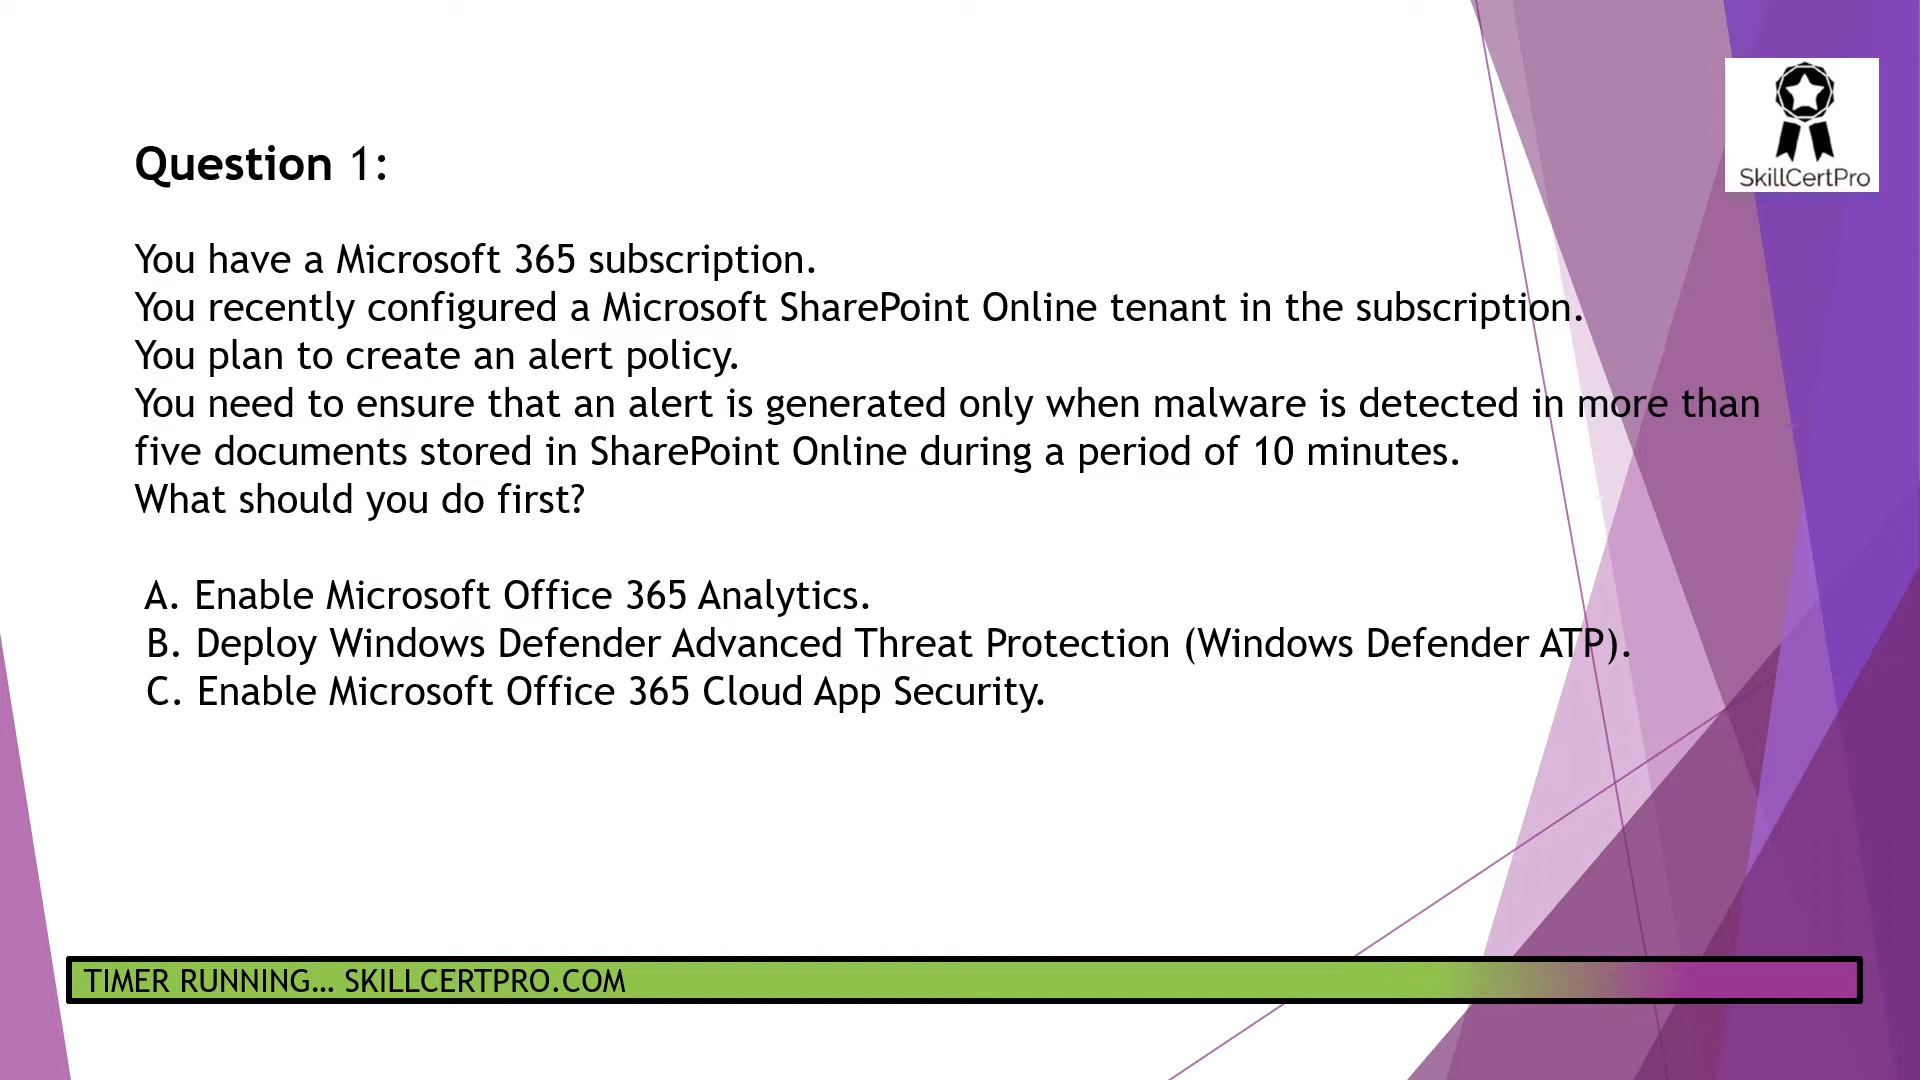 SkillCertPro
Question 1:
You have a Microsoft 365 subscription.
You recently configured a Microsoft SharePoint Online tenant in the subscription.
You plan to create an alert policy.
You need to ensure that an alert is generated only when malware is detected in more than
five documents stored in SharePoint Online during a period of 10 minutes.
What should you do first?
A. Enable Microsoft Office 365 Analytics.
B. Deploy Windows Defender Advanced Threat Protection (Windows Defender ATP).
C. Enable Microsoft Office 365 Cloud App Security.
TIMER RUNNING... SKILLCERTPRO.COM